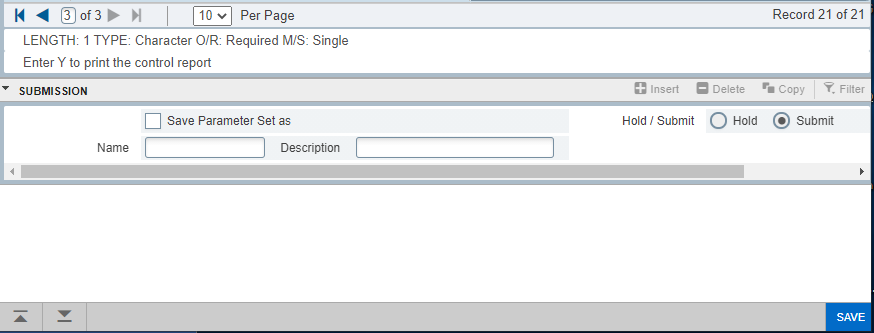 3 of 3 10 Per Page Record 21 of 21
LENGTH: 1 TYPE: Character O/R: Required M/S: Single
Enter Y to print the control report
SUBMISSION Insert Delete Copy Filter
Save Parameter Set as Hold / Submit Hold Submit
Name Description
SAVE